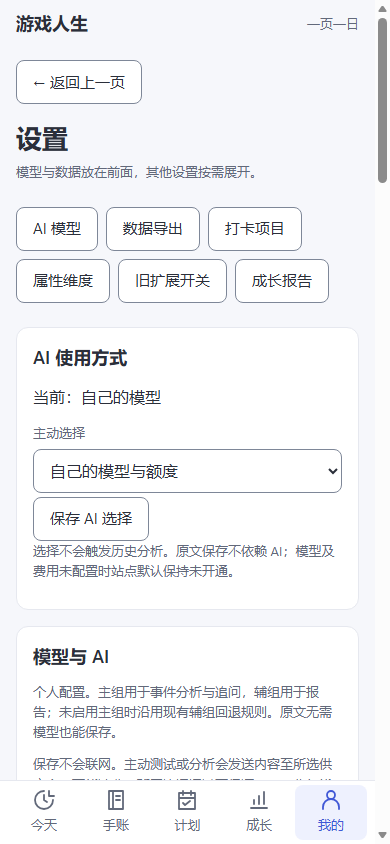 游戏人生
一页一日
← 返回上一页
设置
模型与数据放在前面，其他设置按需展开。
AI 模型
数据导出
打卡项目
属性维度
旧扩展开关
成长报告
AI 使用方式
当前：自己的模型
主动选择
自己的模型与额度
保存 AI 选择
选择不会触发历史分析。原文保存不依赖 AI；模型及
费用未配置时站点默认保持未开通。
模型与 AI
个人配置。主组用于事件分析与追问，辅组用于报
告；未启用主组时沿用现有辅组回退规则。原文无需
模型也能保存。
保存不会联网。主动测试或分析会发送内容至所选供
今天
手账
计划
成长
我的